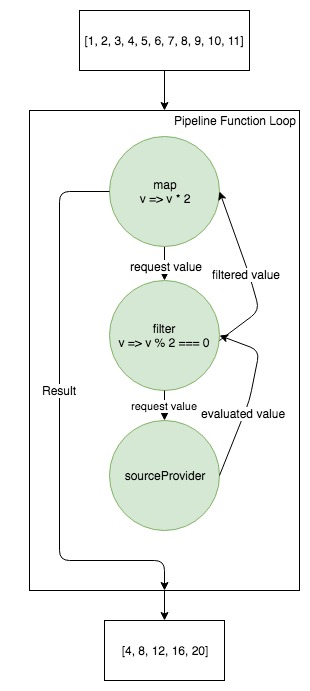 [1, 2, 3, 4, 5, 6, 7, 8, 9, 10, 11]
Pipeline Function Loop
map
v => v * 2
request value
filtered value
filter
v => v % 2 === 0
Result
request value
evaluated value
sourceProvider
[4, 8, 12, 16, 20]